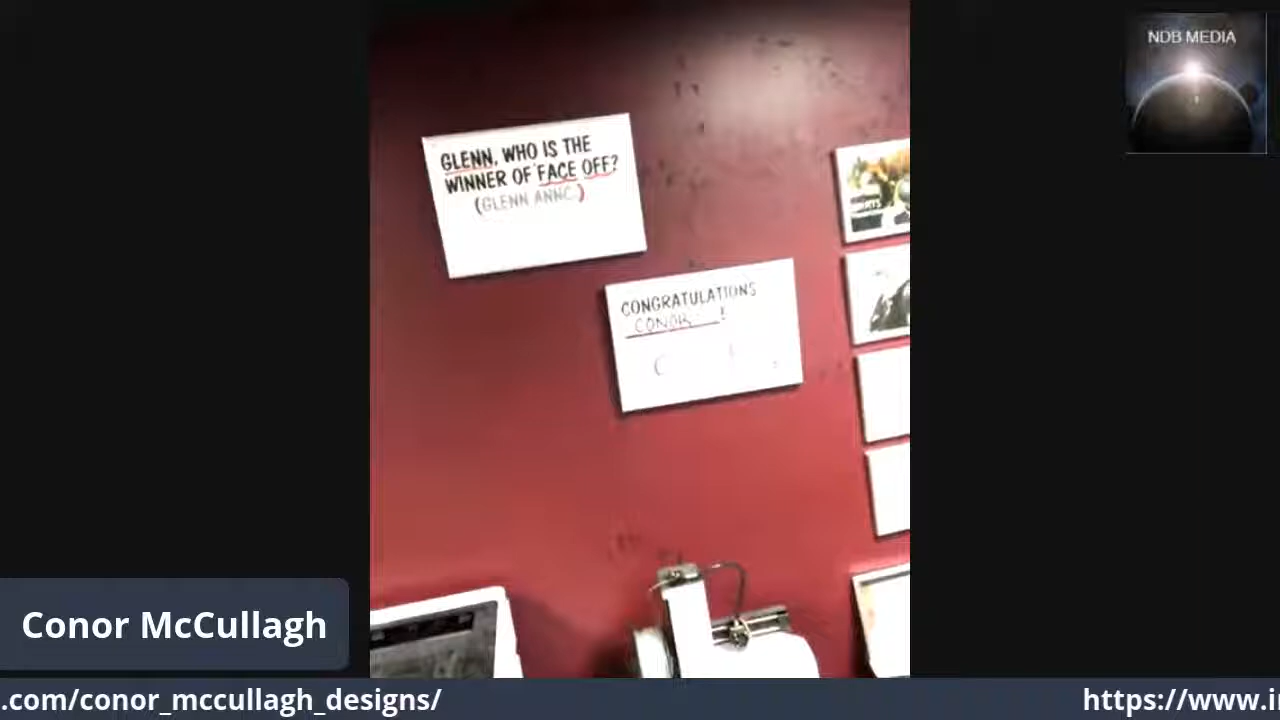 NDB MEDIA
GLENN, WHO IS THE
WINNER OF FACE OFF?
(GLENN ANNC.)
CONGRATULATIONS
CONOR !
Conor McCullagh
.com/conor_mccullagh_designs/
https://www.i